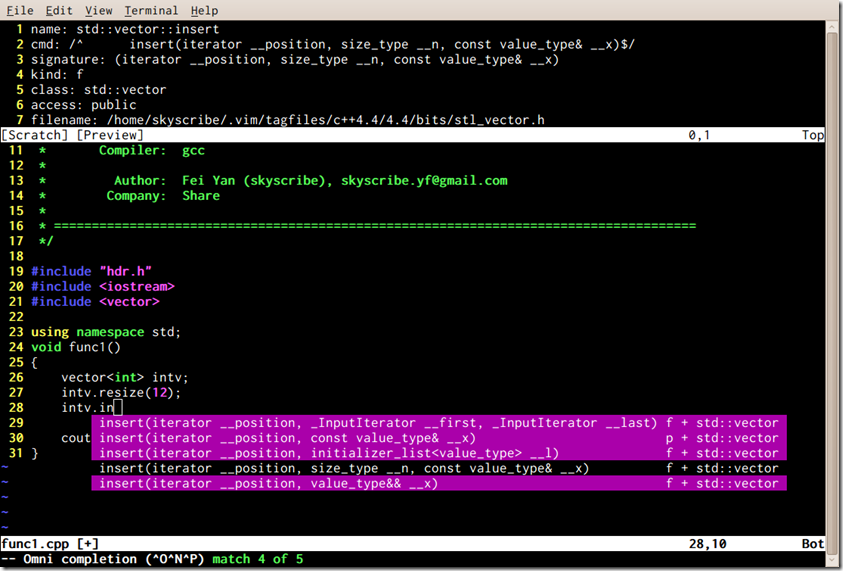 File Edit View Terminal Help
1 name: std::vector::insert
2 cmd: /^      insert(iterator __position, size_type __n, const value_type& __x)$/
3 signature: (iterator __position, size_type __n, const value_type& __x)
4 kind: f
5 class: std::vector
6 access: public
7 filename: /home/skyscribe/.vim/tagfiles/c++4.4/4.4/bits/stl_vector.h
[Scratch] [Preview] 0,1 Top
11 *       Compiler:  gcc
12 *
13 *         Author:  Fei Yan (skyscribe), skyscribe.yf@gmail.com
14 *        Company:  Share
15 *
16 * =====================================================================================
17 */
18
19 #include "hdr.h"
20 #include <iostream>
21 #include <vector>
22
23 using namespace std;
24 void func1()
25 {
26     vector<int> intv;
27     intv.resize(12);
28     intv.in
29 insert(iterator __position, _InputIterator __first, _InputIterator __last) f + std::vector
30     cout insert(iterator __position, const value_type& __x) p + std::vector
31 } insert(iterator __position, initializer_list<value_type> __l) f + std::vector
~ insert(iterator __position, size_type __n, const value_type& __x) f + std::vector
~ insert(iterator __position, value_type&& __x) f + std::vector
~
~
~
func1.cpp [+] 28,10 Bot
-- Omni completion (^O^N^P) match 4 of 5